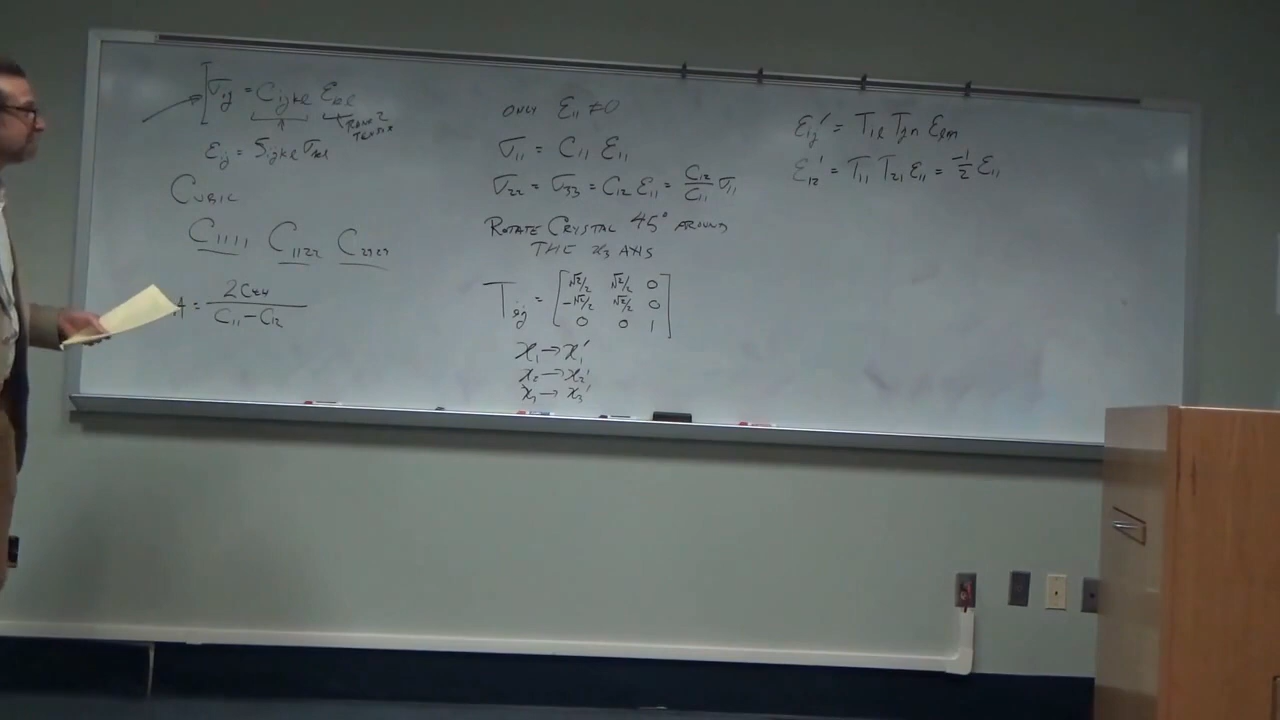 σij = Cijkl εkl
RANK 2
TENSOR
εij = Sijkl σkl
CUBIC
C1111 C1122 C2323
A = 2C44 / (C11 - C12)
ONLY ε11 ≠ 0
σ11 = C11 ε11
σ22 = σ33 = C12 ε11 = C12/C11 σ11
ROTATE CRYSTAL 45° AROUND
THE x3 AXIS
Tij = [ √2/2 √2/2 0
-√2/2 √2/2 0
0 0 1 ]
x1 → x1'
x2 → x2'
x3 → x3'
εij' = Til Tjm εlm
ε12' = T11 T21 ε11 = -1/2 ε11